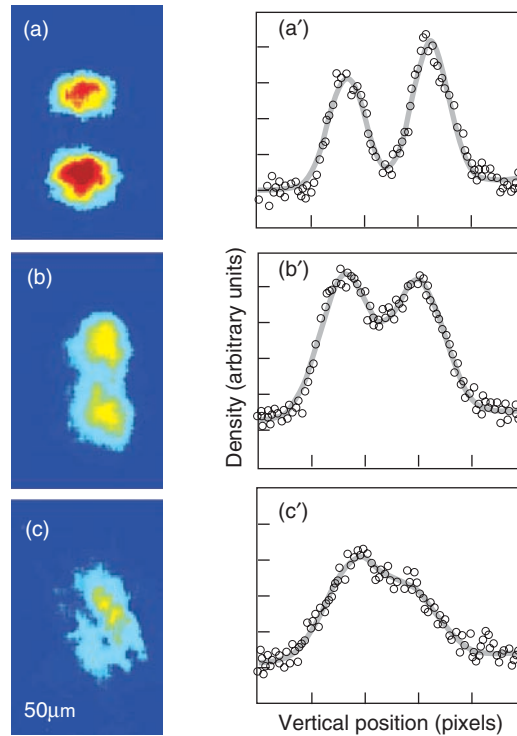 (a)
(a′)
(b)
(b′)
Density (arbitrary units)
(c)
(c′)
50μm
Vertical position (pixels)